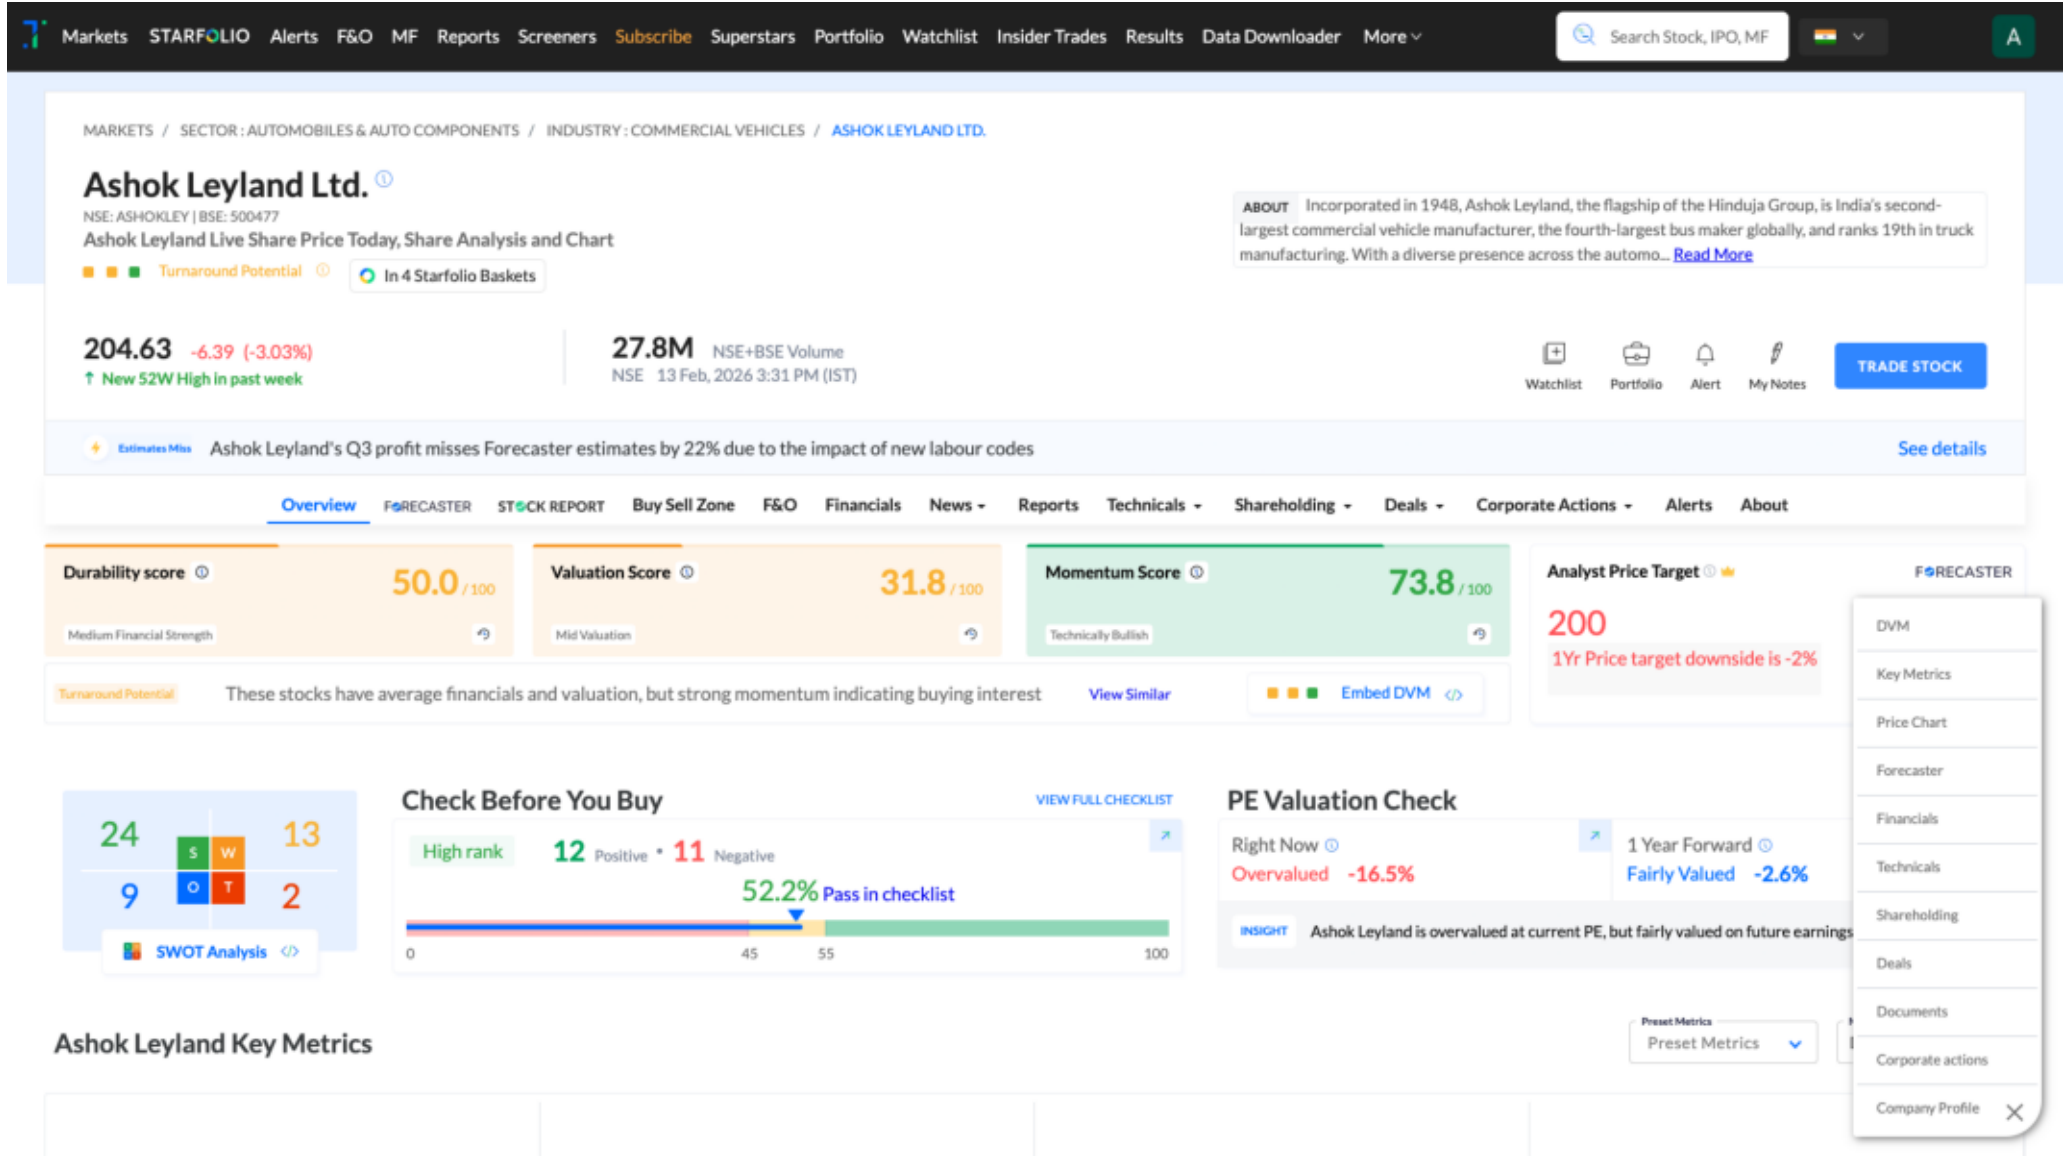 Markets STARFOLIO Alerts F&O MF Reports Screeners Subscribe Superstars Portfolio Watchlist Insider Trades Results Data Downloader More Search Stock, IPO, MF A
MARKETS / SECTOR : AUTOMOBILES & AUTO COMPONENTS / INDUSTRY : COMMERCIAL VEHICLES / ASHOK LEYLAND LTD.
Ashok Leyland Ltd.
NSE: ASHOKLEY | BSE: 500477
Ashok Leyland Live Share Price Today, Share Analysis and Chart
Turnaround Potential In 4 Starfolio Baskets
ABOUT Incorporated in 1948, Ashok Leyland, the flagship of the Hinduja Group, is India's second-
largest commercial vehicle manufacturer, the fourth-largest bus maker globally, and ranks 19th in truck
manufacturing. With a diverse presence across the automo... Read More
204.63 -6.39 (-3.03%)
↑ New 52W High in past week
27.8M NSE+BSE Volume
NSE 13 Feb, 2026 3:31 PM (IST)
Watchlist Portfolio Alert My Notes TRADE STOCK
Estimates Miss Ashok Leyland's Q3 profit misses Forecaster estimates by 22% due to the impact of new labour codes See details
Overview FORECASTER STOCK REPORT Buy Sell Zone F&O Financials News Reports Technicals Shareholding Deals Corporate Actions Alerts About
Durability score 50.0 / 100
Medium Financial Strength
Valuation Score 31.8 / 100
Mid Valuation
Momentum Score 73.8 / 100
Technically Bullish
Analyst Price Target FORECASTER
200
1Yr Price target downside is -2%
Turnaround Potential These stocks have average financials and valuation, but strong momentum indicating buying interest View Similar Embed DVM </>
24 S W 13
9 O T 2
SWOT Analysis </>
Check Before You Buy VIEW FULL CHECKLIST
High rank 12 Positive • 11 Negative
52.2% Pass in checklist
0 45 55 100
PE Valuation Check
Right Now
Overvalued -16.5%
1 Year Forward
Fairly Valued -2.6%
INSIGHT Ashok Leyland is overvalued at current PE, but fairly valued on future earnings
Ashok Leyland Key Metrics
Preset Metrics
Preset Metrics
DVM
Key Metrics
Price Chart
Forecaster
Financials
Technicals
Shareholding
Deals
Documents
Corporate actions
Company Profile